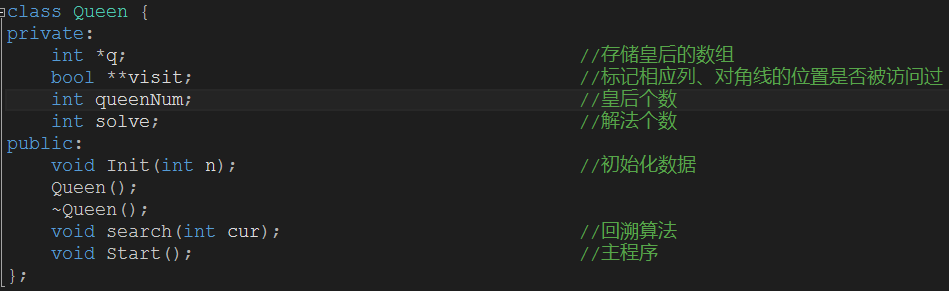 class Queen {
private:
    int *q;                                         //存储皇后的数组
    bool **visit;                                   //标记相应列、对角线的位置是否被访问过
    int queenNum;                                   //皇后个数
    int solve;                                      //解法个数
public:
    void Init(int n);                               //初始化数据
    Queen();
    ~Queen();
    void search(int cur);                           //回溯算法
    void Start();                                   //主程序
};